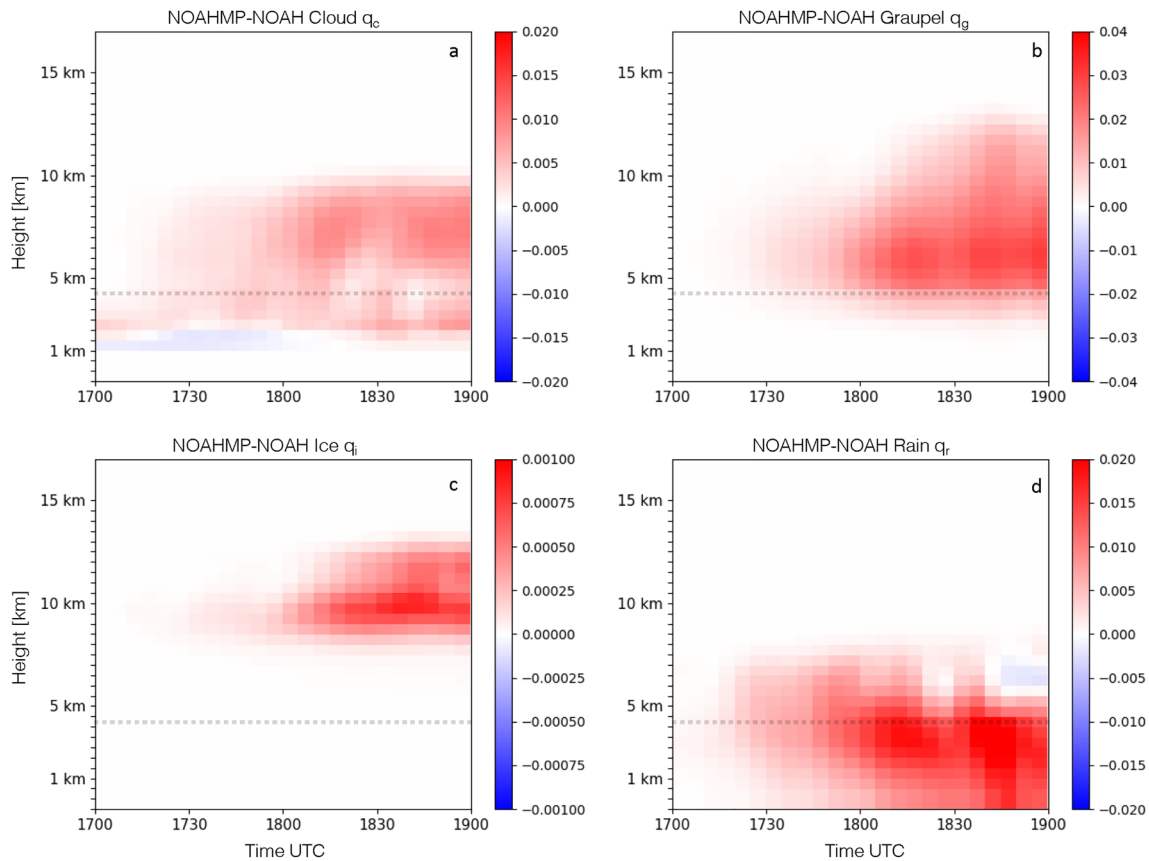 NOAHMP-NOAH Cloud qc
a
15 km
10 km
5 km
1 km
Height [km]
1700
1730
1800
1830
1900
0.020
0.015
0.010
0.005
0.000
−0.005
−0.010
−0.015
−0.020
NOAHMP-NOAH Graupel qg
b
15 km
10 km
5 km
1 km
1700
1730
1800
1830
1900
0.04
0.03
0.02
0.01
0.00
−0.01
−0.02
−0.03
−0.04
NOAHMP-NOAH Ice qi
c
15 km
10 km
5 km
1 km
Height [km]
1700
1730
1800
1830
1900
Time UTC
0.00100
0.00075
0.00050
0.00025
0.00000
−0.00025
−0.00050
−0.00075
−0.00100
NOAHMP-NOAH Rain qr
d
15 km
10 km
5 km
1 km
1700
1730
1800
1830
1900
Time UTC
0.020
0.015
0.010
0.005
0.000
−0.005
−0.010
−0.015
−0.020